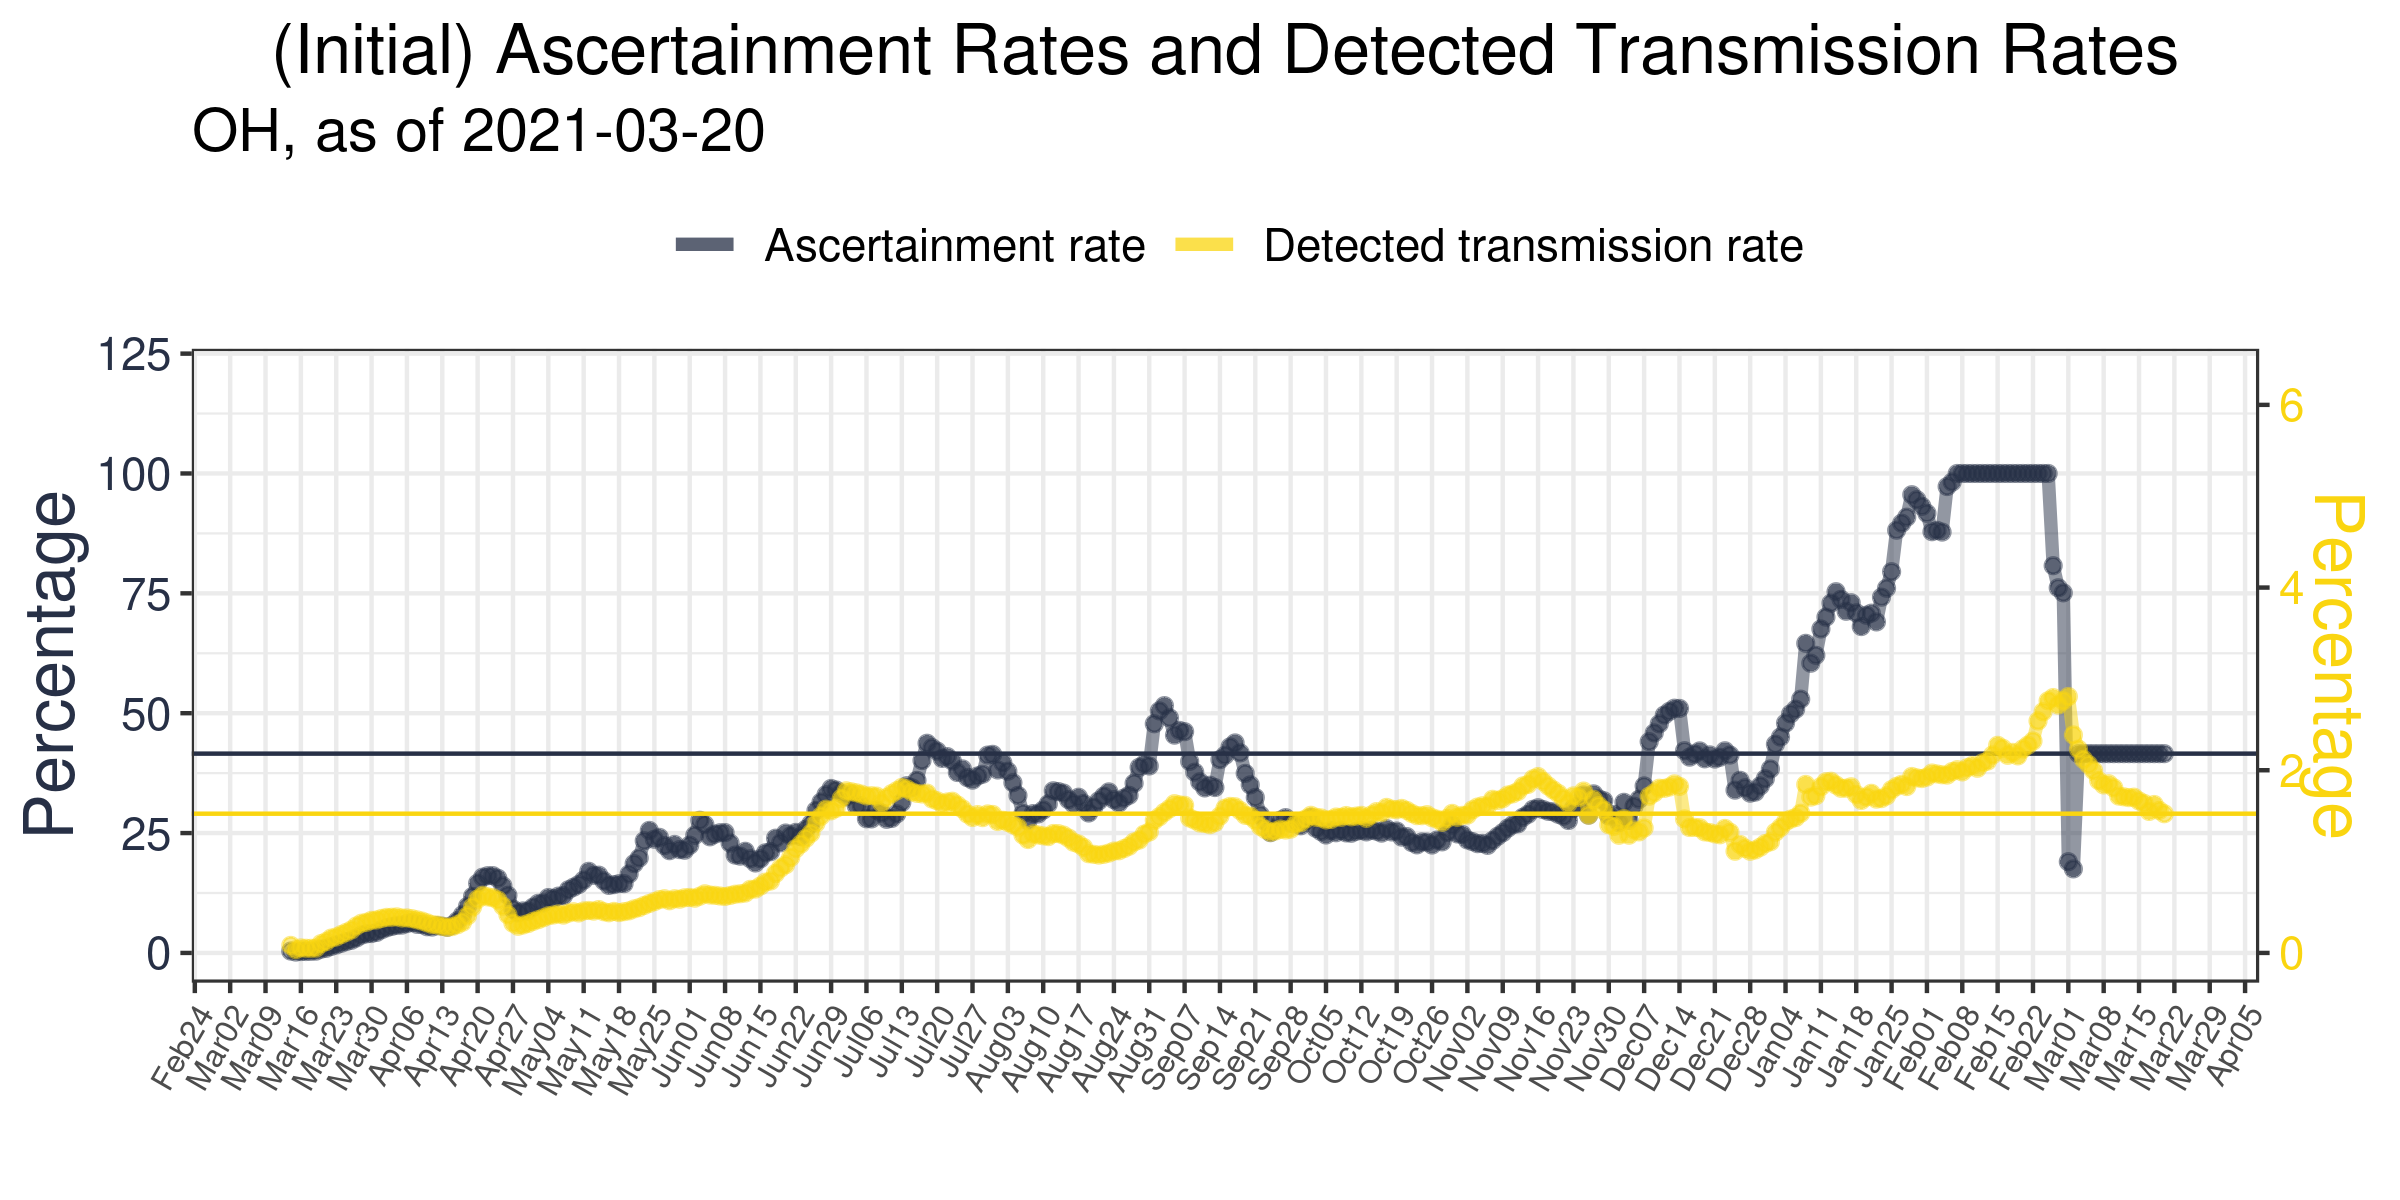 (Initial) Ascertainment Rates and Detected Transmission Rates
OH, as of 2021-03-20
Ascertainment rate
Detected transmission rate
Percentage
125
100
75
50
25
0
6
4
2
0
Percentage
Feb24
Mar02
Mar09
Mar16
Mar23
Mar30
Apr06
Apr13
Apr20
Apr27
May04
May11
May18
May25
Jun01
Jun08
Jun15
Jun22
Jun29
Jul06
Jul13
Jul20
Jul27
Aug03
Aug10
Aug17
Aug24
Aug31
Sep07
Sep14
Sep21
Sep28
Oct05
Oct12
Oct19
Oct26
Nov02
Nov09
Nov16
Nov23
Nov30
Dec07
Dec14
Dec21
Dec28
Jan04
Jan11
Jan18
Jan25
Feb01
Feb08
Feb15
Feb22
Mar01
Mar08
Mar15
Mar22
Mar29
Apr05